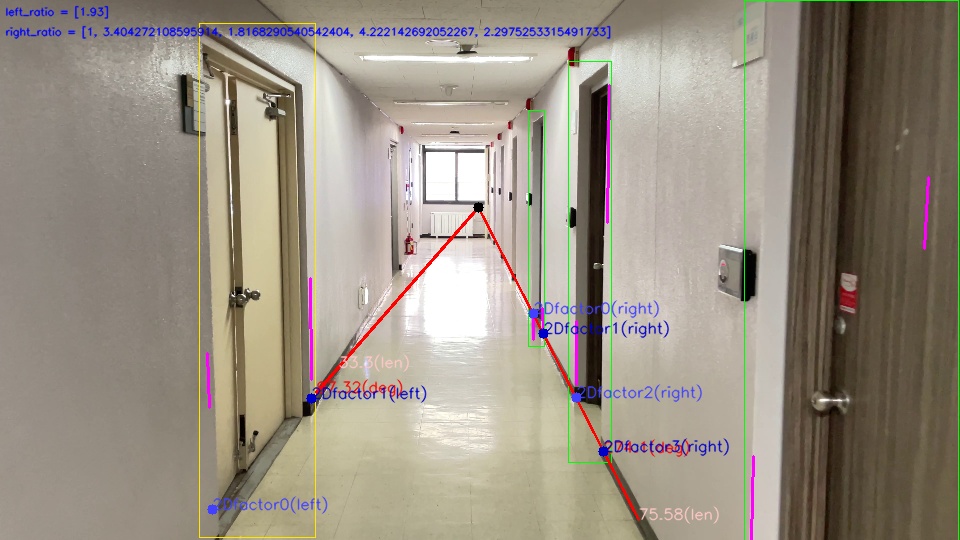 left_ratio = [1.93]
right_ratio = [1, 3.404272108595914, 1.8168290540542404, 4.222142692052267, 2.2975253315491733]
2Dfactor0(right)
2Dfactor1(right)
33.3(len)
2Dfactor1(left)
2Dfactor2(right)
2Dfactor3(right)
2Dfactor0(left)
75.58(len)